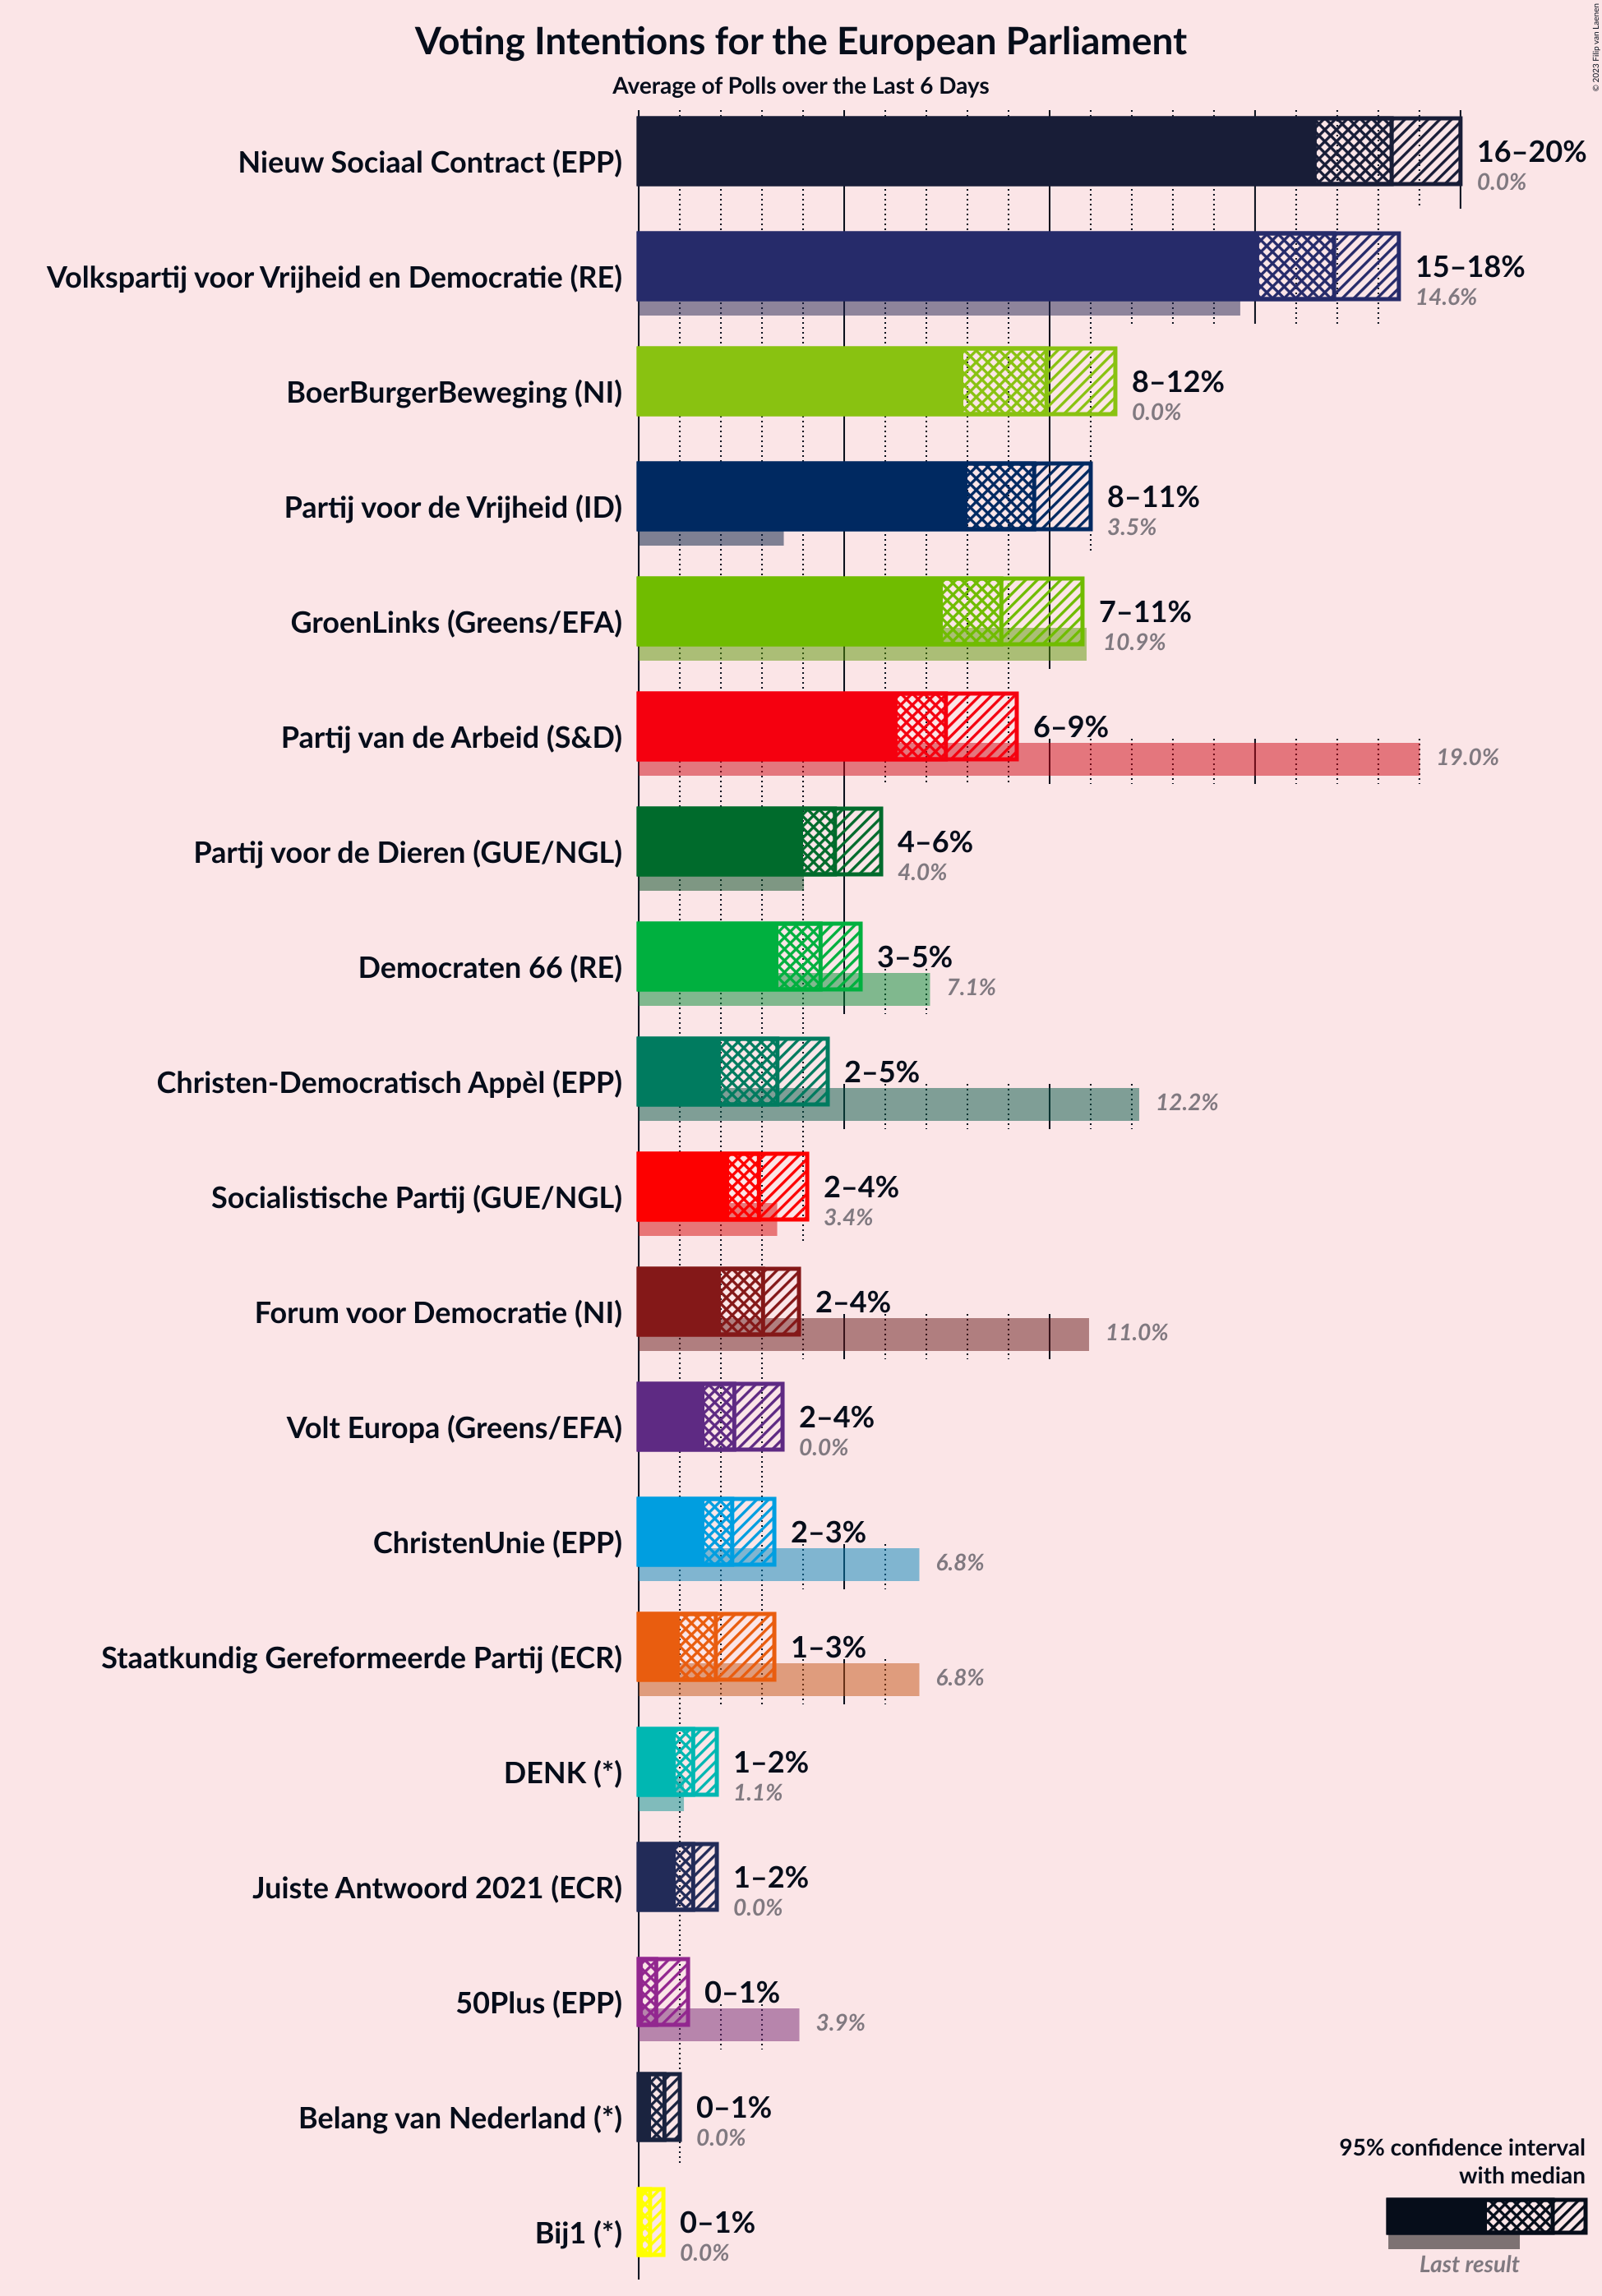 Voting Intentions for the European Parliament
Average of Polls over the Last 6 Days
© 2023 Filip van Laenen
Nieuw Sociaal Contract (EPP)
16–20%
0.0%
Volkspartij voor Vrijheid en Democratie (RE)
15–18%
14.6%
BoerBurgerBeweging (NI)
8–12%
0.0%
Partij voor de Vrijheid (ID)
8–11%
3.5%
GroenLinks (Greens/EFA)
7–11%
10.9%
Partij van de Arbeid (S&D)
6–9%
19.0%
Partij voor de Dieren (GUE/NGL)
4–6%
4.0%
Democraten 66 (RE)
3–5%
7.1%
Christen-Democratisch Appèl (EPP)
2–5%
12.2%
Socialistische Partij (GUE/NGL)
2–4%
3.4%
Forum voor Democratie (NI)
2–4%
11.0%
Volt Europa (Greens/EFA)
2–4%
0.0%
ChristenUnie (EPP)
2–3%
6.8%
Staatkundig Gereformeerde Partij (ECR)
1–3%
6.8%
DENK (*)
1–2%
1.1%
Juiste Antwoord 2021 (ECR)
1–2%
0.0%
50Plus (EPP)
0–1%
3.9%
Belang van Nederland (*)
0–1%
0.0%
Bij1 (*)
0–1%
0.0%
95% confidence interval
with median
Last result